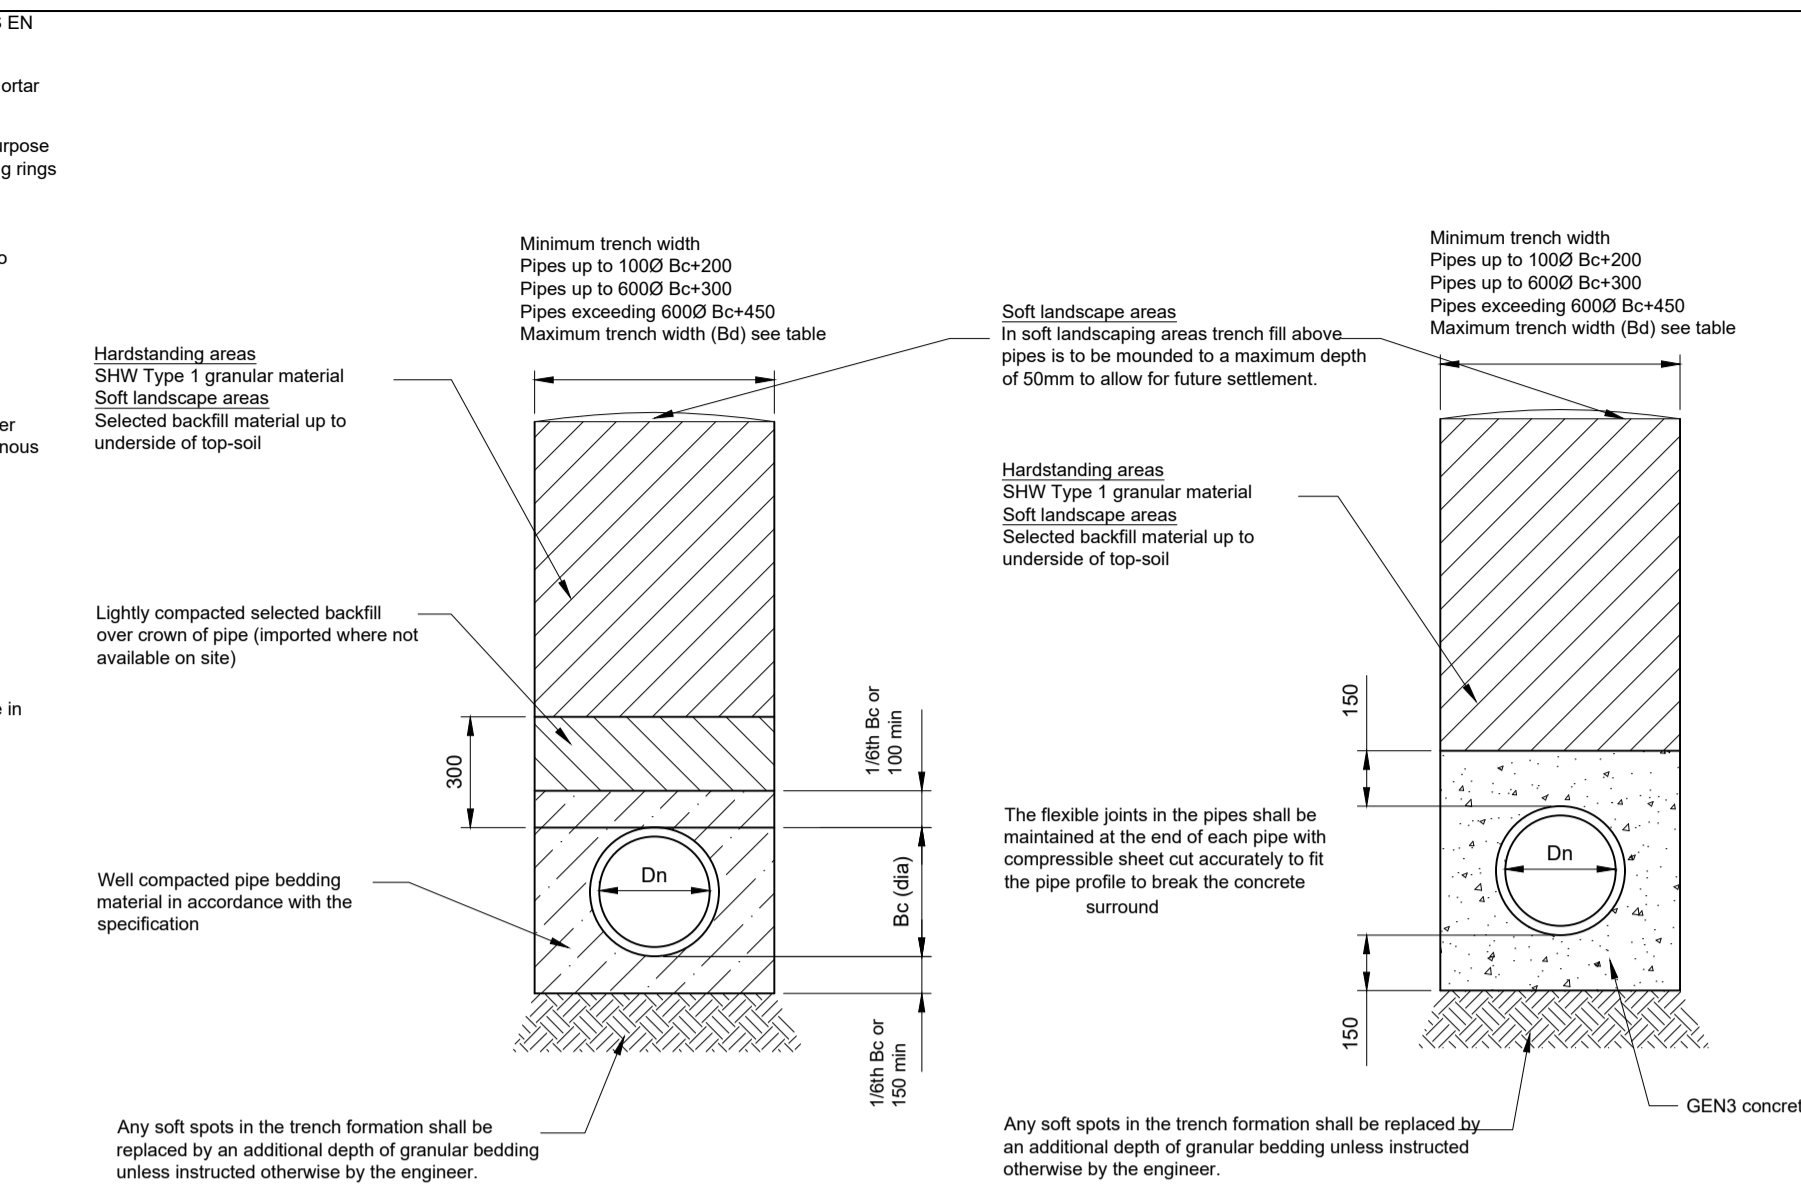 EN
ortar
urpose
g rings
o
er
nous
e in
Minimum trench width
Pipes up to 100Ø Bc+200
Pipes up to 600Ø Bc+300
Pipes exceeding 600Ø Bc+450
Maximum trench width (Bd) see table
Hardstanding areas
SHW Type 1 granular material
Soft landscape areas
Selected backfill material up to
underside of top-soil
Lightly compacted selected backfill
over crown of pipe (imported where not
available on site)
Well compacted pipe bedding
material in accordance with the
specification
300
Dn
1/6th Bc or
100 min
Bc (dia)
1/6th Bc or
150 min
Any soft spots in the trench formation shall be
replaced by an additional depth of granular bedding
unless instructed otherwise by the engineer.
Soft landscape areas
In soft landscaping areas trench fill above
pipes is to be mounded to a maximum depth
of 50mm to allow for future settlement.
Minimum trench width
Pipes up to 100Ø Bc+200
Pipes up to 600Ø Bc+300
Pipes exceeding 600Ø Bc+450
Maximum trench width (Bd) see table
Hardstanding areas
SHW Type 1 granular material
Soft landscape areas
Selected backfill material up to
underside of top-soil
The flexible joints in the pipes shall be
maintained at the end of each pipe with
compressible sheet cut accurately to fit
the pipe profile to break the concrete
surround
150
Dn
150
GEN3 concret
Any soft spots in the trench formation shall be replaced by
an additional depth of granular bedding unless instructed
otherwise by the engineer.